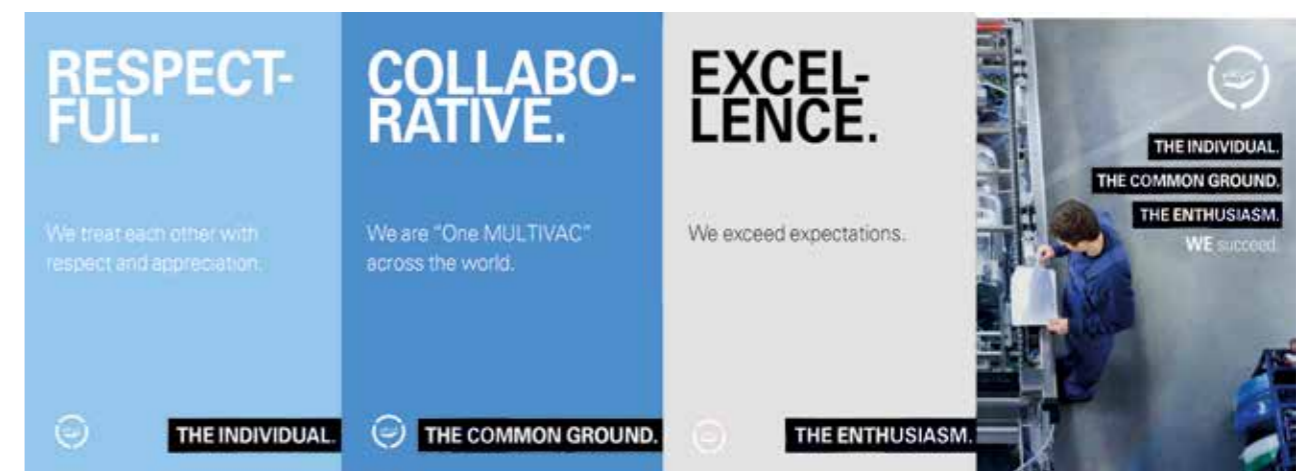 RESPECT-
FUL.
We treat each other with
respect and appreciation.
THE INDIVIDUAL.
COLLABO-
RATIVE.
We are “One MULTIVAC”
across the world.
THE COMMON GROUND.
EXCEL-
LENCE.
We exceed expectations.
THE ENTHUSIASM.
THE INDIVIDUAL.
THE COMMON GROUND.
THE ENTHUSIASM.
WE succeed.